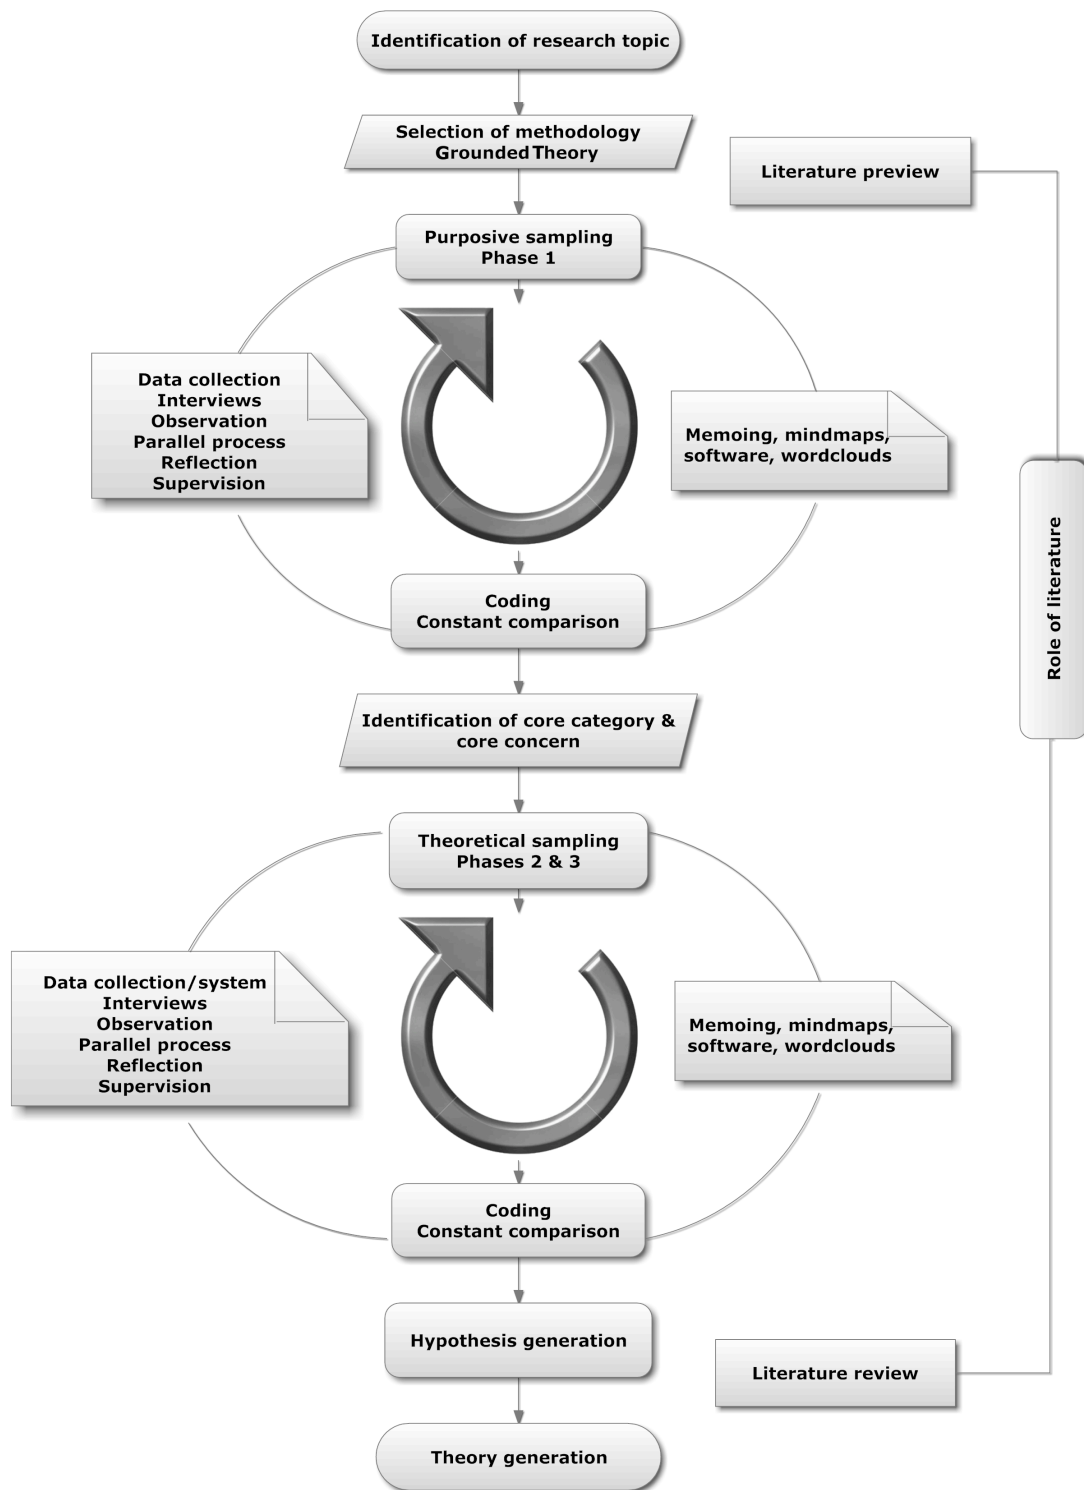 Identification of research topic
Selection of methodology
Grounded Theory
Literature preview
Purposive sampling
Phase 1
Data collection
Interviews
Observation
Parallel process
Reflection
Supervision
Memoing, mindmaps,
software, wordclouds
Role of literature
Coding
Constant comparison
Identification of core category &
core concern
Theoretical sampling
Phases 2 & 3
Data collection/system
Interviews
Observation
Parallel process
Reflection
Supervision
Memoing, mindmaps,
software, wordclouds
Coding
Constant comparison
Hypothesis generation
Literature review
Theory generation